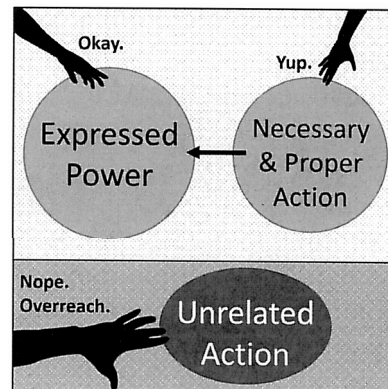 Okay.
Yup.
Expressed
Power
Necessary
& Proper
Action
Nope.
Overreach.
Unrelated
Action